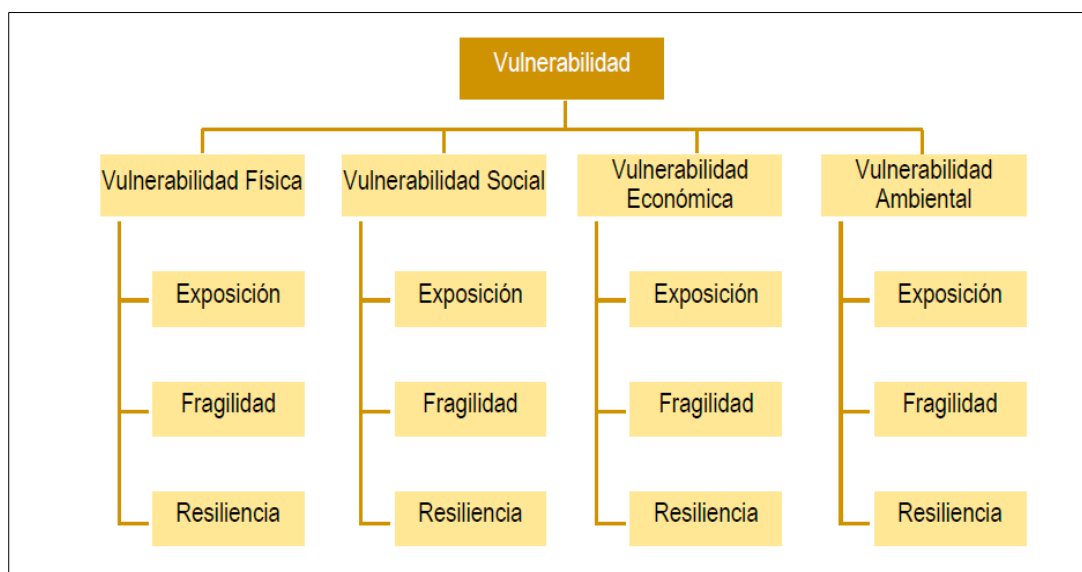 Vulnerabilidad
Vulnerabilidad Física
Vulnerabilidad Social
Vulnerabilidad
Económica
Vulnerabilidad
Ambiental
Exposición
Exposición
Exposición
Exposición
Fragilidad
Fragilidad
Fragilidad
Fragilidad
Resiliencia
Resiliencia
Resiliencia
Resiliencia